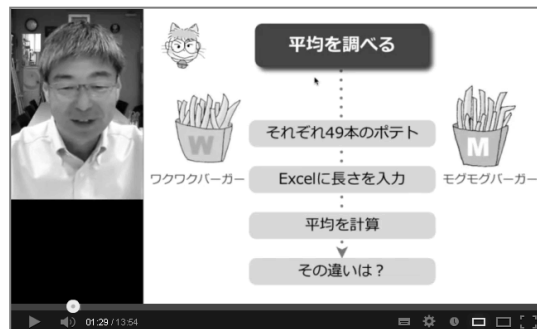 平均を調べる
W
それぞれ49本のポテト
M
ワクワクバーガー
Excelに長さを入力
モグモグバーガー
平均を計算
その違いは？
01:29 / 13:54